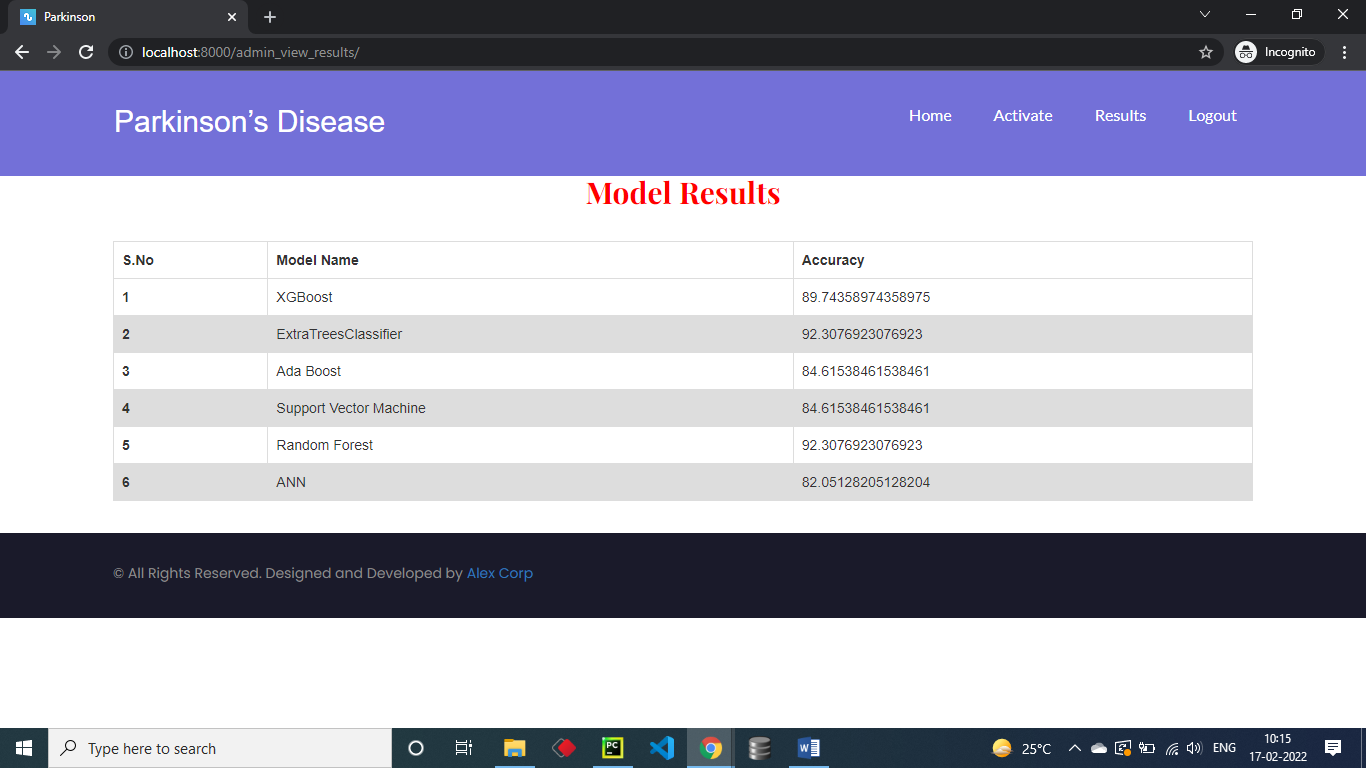 Parkinson
localhost:8000/admin_view_results/
Incognito
Parkinson’s Disease
Home Activate Results Logout
Model Results
S.No Model Name Accuracy
1 XGBoost 89.74358974358975
2 ExtraTreesClassifier 92.3076923076923
3 Ada Boost 84.61538461538461
4 Support Vector Machine 84.61538461538461
5 Random Forest 92.3076923076923
6 ANN 82.05128205128204
© All Rights Reserved. Designed and Developed by Alex Corp
Type here to search
PC
W
25°C
ENG
10:15
17-02-2022